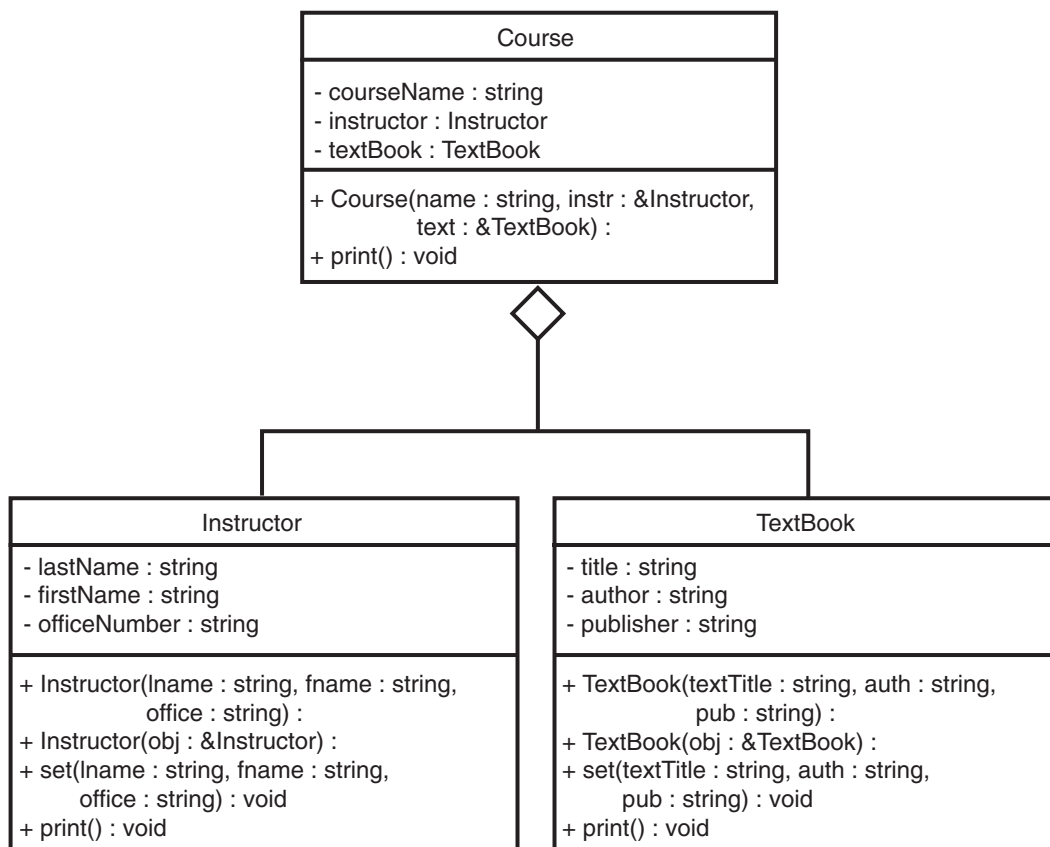 Course
- courseName : string
- instructor : Instructor
- textBook : TextBook
+ Course(name : string, instr : &Instructor,
text : &TextBook) :
+ print() : void
Instructor
- lastName : string
- firstName : string
- officeNumber : string
+ Instructor(lname : string, fname : string,
office : string) :
+ Instructor(obj : &Instructor) :
+ set(lname : string, fname : string,
office : string) : void
+ print() : void
TextBook
- title : string
- author : string
- publisher : string
+ TextBook(textTitle : string, auth : string,
pub : string) :
+ TextBook(obj : &TextBook) :
+ set(textTitle : string, auth : string,
pub : string) : void
+ print() : void